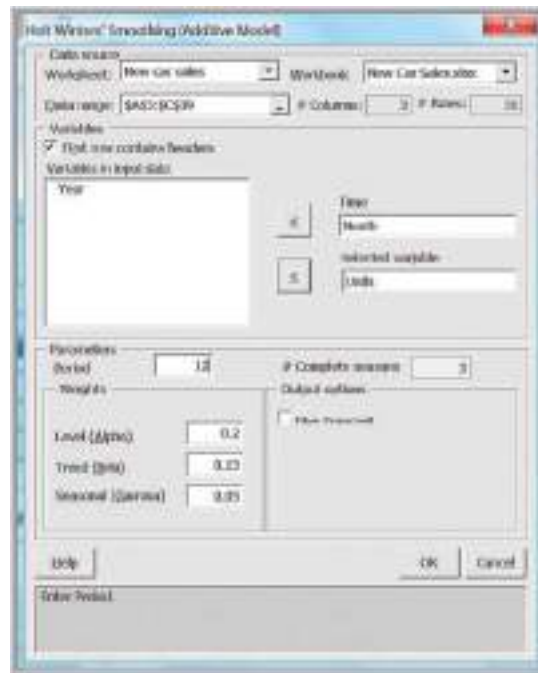 Holt Winters' Smoothing (Additive Model)
Data source
Worksheet: New car sales
Workbook: New Car Sales.xlsx
Data range: $A$3:$C$39
# Columns: 3
# Rows: 36
Variables
First row contains headers
Variables in input data
Year
Time
<
Month
Selected variable
<
Units
Parameters
Period 12
# Complete seasons 3
Weights
Output options
Level (Alpha) 0.2
Trend (Beta)
Seasonal (Gamma) 0.05
Help
OK
Cancel
Enter Period.